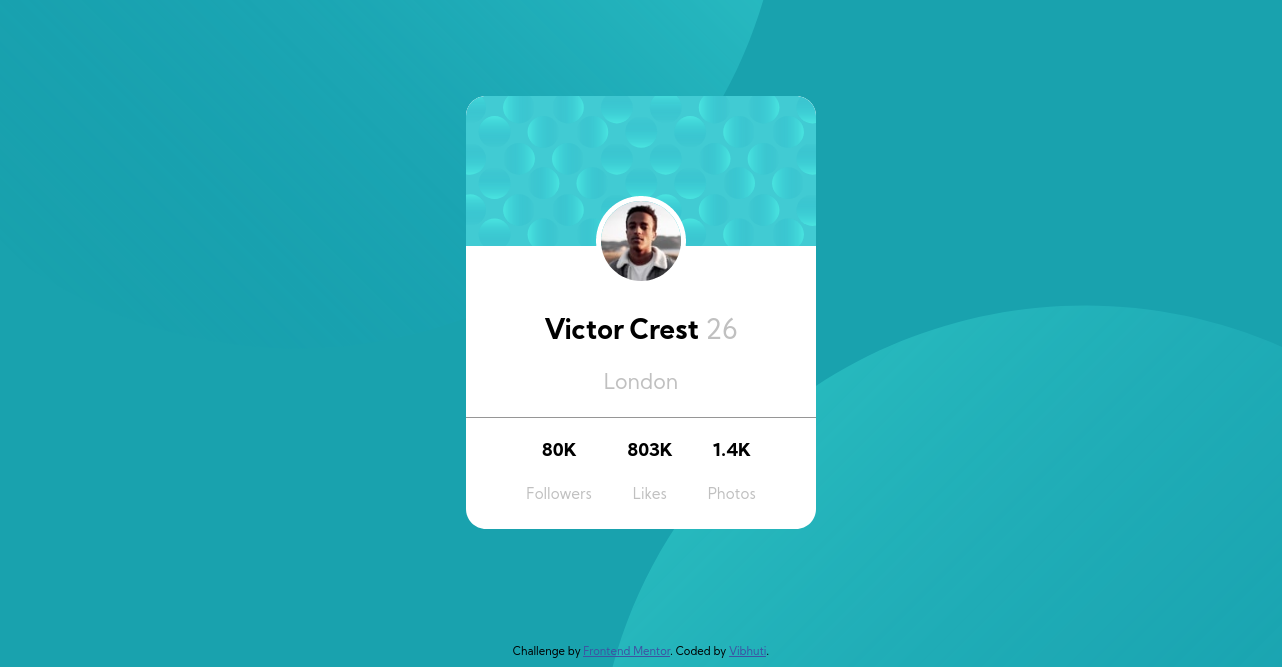 Victor Crest 26
London
80K 803K 1.4K
Followers Likes Photos
Challenge by Frontend Mentor. Coded by Vibhuti.